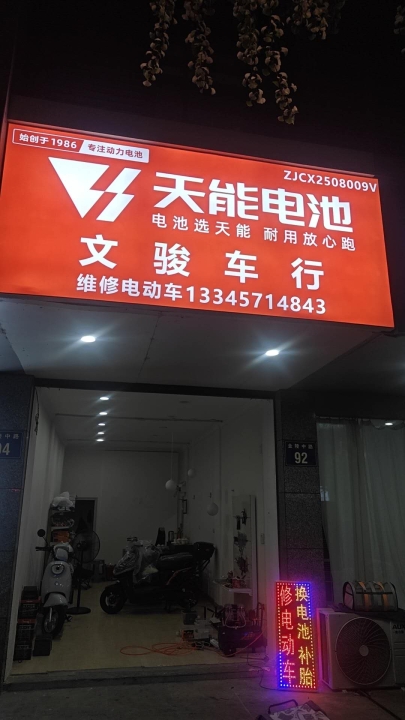 始创于1986 专注动力电池
ZJCX2508009V
天能电池
电池选天能 耐用放心跑
文骏车行
维修电动车13345714843
92
换电池 补胎
修电动车